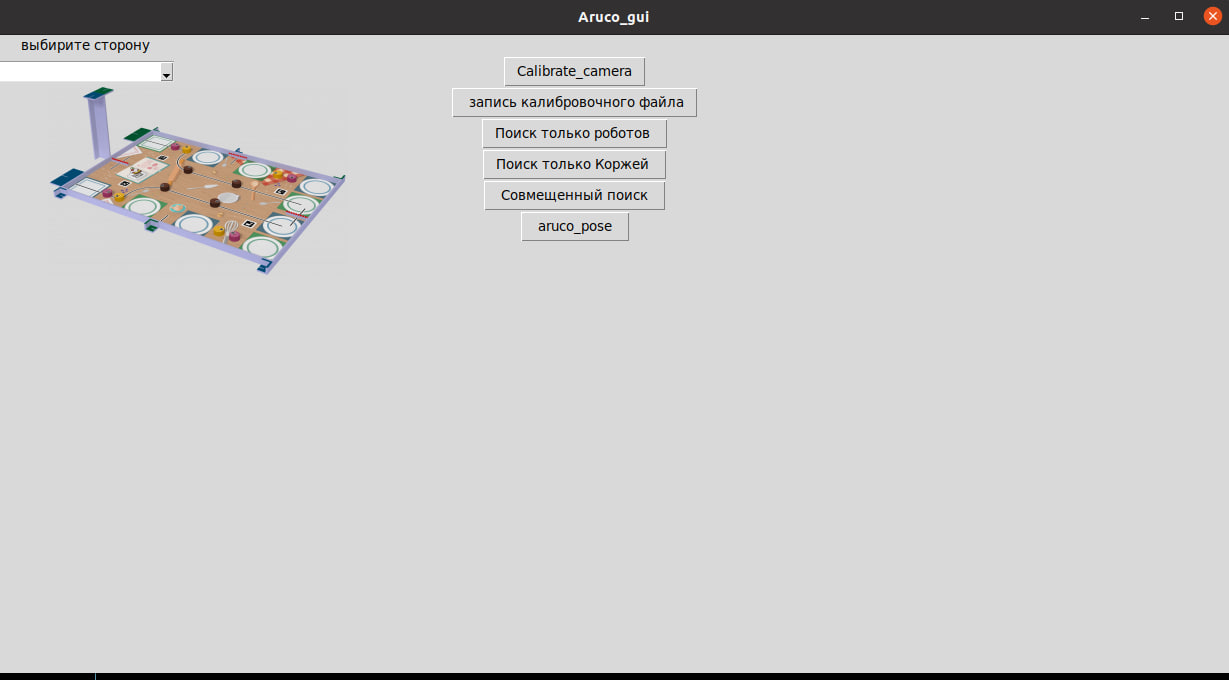 Aruco_gui
выбирите сторону
Calibrate_camera
запись калибровочного файла
Поиск только роботов
Поиск только Коржей
Совмещенный поиск
aruco_pose